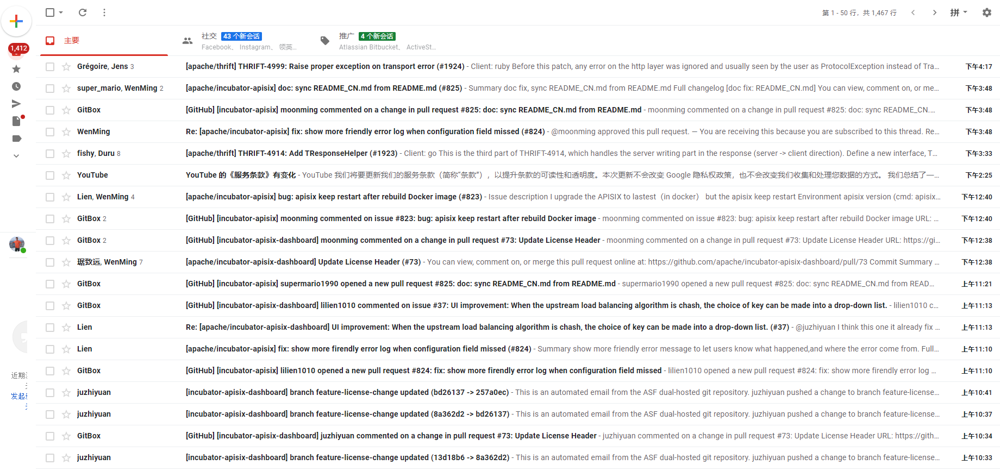 第 1 - 50 行，共 1,467 行
拼
1,412
主要
社交 43 个新会话
Facebook、 Instagram、 领英...
推广 4 个新会话
Atlassian Bitbucket、 ActiveSt...
Grégoire, Jens 3 [apache/thrift] THRIFT-4999: Raise proper exception on transport error (#1924) - Client: ruby Before this patch, any error on the http layer was ignored and usually seen by the user as ProtocolException instead of Tra... 下午4:17
super_mario, WenMing 2 [apache/incubator-apisix] doc: sync README_CN.md from README.md (#825) - Summary doc fix, sync README_CN.md from README.md Full changelog [doc fix: README_CN.md] You can view, comment on, or me... 下午3:48
GitBox [GitHub] [incubator-apisix] moonming commented on a change in pull request #825: doc: sync README_CN.md from README.md - moonming commented on a change in pull request #825: doc: sync README_CN.... 下午3:48
WenMing Re: [apache/incubator-apisix] fix: show more friendly error log when configuration field missed (#824) - @moonming approved this pull request. — You are receiving this because you are subscribed to this thread. Re... 下午3:48
fishy, Duru 8 [apache/thrift] THRIFT-4914: Add TResponseHelper (#1923) - Client: go This is the third part of THRIFT-4914, which handles the server writing part in the response (server -> client direction). Define a new interface, T... 下午3:33
YouTube YouTube 的《服务条款》有变化 - YouTube 我们将要更新我们的服务条款（简称“条款”），以提升条款的可读性和透明度。本次更新不会改变 Google 隐私权政策，也不会改变我们收集和处理您数据的方式。 我们总结了一... 下午2:25
Lien, WenMing 4 [apache/incubator-apisix] bug: apisix keep restart after rebuild Docker image (#823) - Issue description I upgrade the APISIX to lastest（in docker） but the apisix keep restart Environment apisix version (cmd: apisix... 下午12:40
GitBox 2 [GitHub] [incubator-apisix] moonming commented on issue #823: bug: apisix keep restart after rebuild Docker image - moonming commented on issue #823: bug: apisix keep restart after rebuild Docker image URL: ... 下午12:40
GitBox 2 [GitHub] [incubator-apisix-dashboard] moonming commented on a change in pull request #73: Update License Header - moonming commented on a change in pull request #73: Update License Header URL: https://gi... 下午12:38
琚致远, WenMing 7 [apache/incubator-apisix-dashboard] Update License Header (#73) - You can view, comment on, or merge this pull request online at: https://github.com/apache/incubator-apisix-dashboard/pull/73 Commit Summary ... 下午12:38
GitBox [GitHub] [incubator-apisix] supermario1990 opened a new pull request #825: doc: sync README_CN.md from README.md - supermario1990 opened a new pull request #825: doc: sync README_CN.md from READ... 上午11:21
GitBox [GitHub] [incubator-apisix-dashboard] lilien1010 commented on issue #37: UI improvement: When the upstream load balancing algorithm is chash, the choice of key can be made into a drop-down list. - lilien1010 c... 上午11:13
Lien Re: [apache/incubator-apisix-dashboard] UI improvement: When the upstream load balancing algorithm is chash, the choice of key can be made into a drop-down list. (#37) - @juzhiyuan I think this one it already fix ... 上午11:13
Lien [apache/incubator-apisix] fix: show more firendly error log when configuration field missed (#824) - Summary show more friendly error message to let users know what happened,and where the error come from. Full... 上午11:10
GitBox [GitHub] [incubator-apisix] lilien1010 opened a new pull request #824: fix: show more firendly error log when configuration field missed - lilien1010 opened a new pull request #824: fix: show more firendly error log ... 上午11:10
juzhiyuan [incubator-apisix-dashboard] branch feature-license-change updated (bd26137 -> 257a0ec) - This is an automated email from the ASF dual-hosted git repository. juzhiyuan pushed a change to branch feature-license... 上午10:41
juzhiyuan [incubator-apisix-dashboard] branch feature-license-change updated (8a362d2 -> bd26137) - This is an automated email from the ASF dual-hosted git repository. juzhiyuan pushed a change to branch feature-license... 上午10:37
GitBox [GitHub] [incubator-apisix-dashboard] juzhiyuan commented on a change in pull request #73: Update License Header - juzhiyuan commented on a change in pull request #73: Update License Header URL: https://gith... 上午10:34
juzhiyuan [incubator-apisix-dashboard] branch feature-license-change updated (13d18b6 -> 8a362d2) - This is an automated email from the ASF dual-hosted git repository. juzhiyuan pushed a change to branch feature-license... 上午10:33
近期
发起